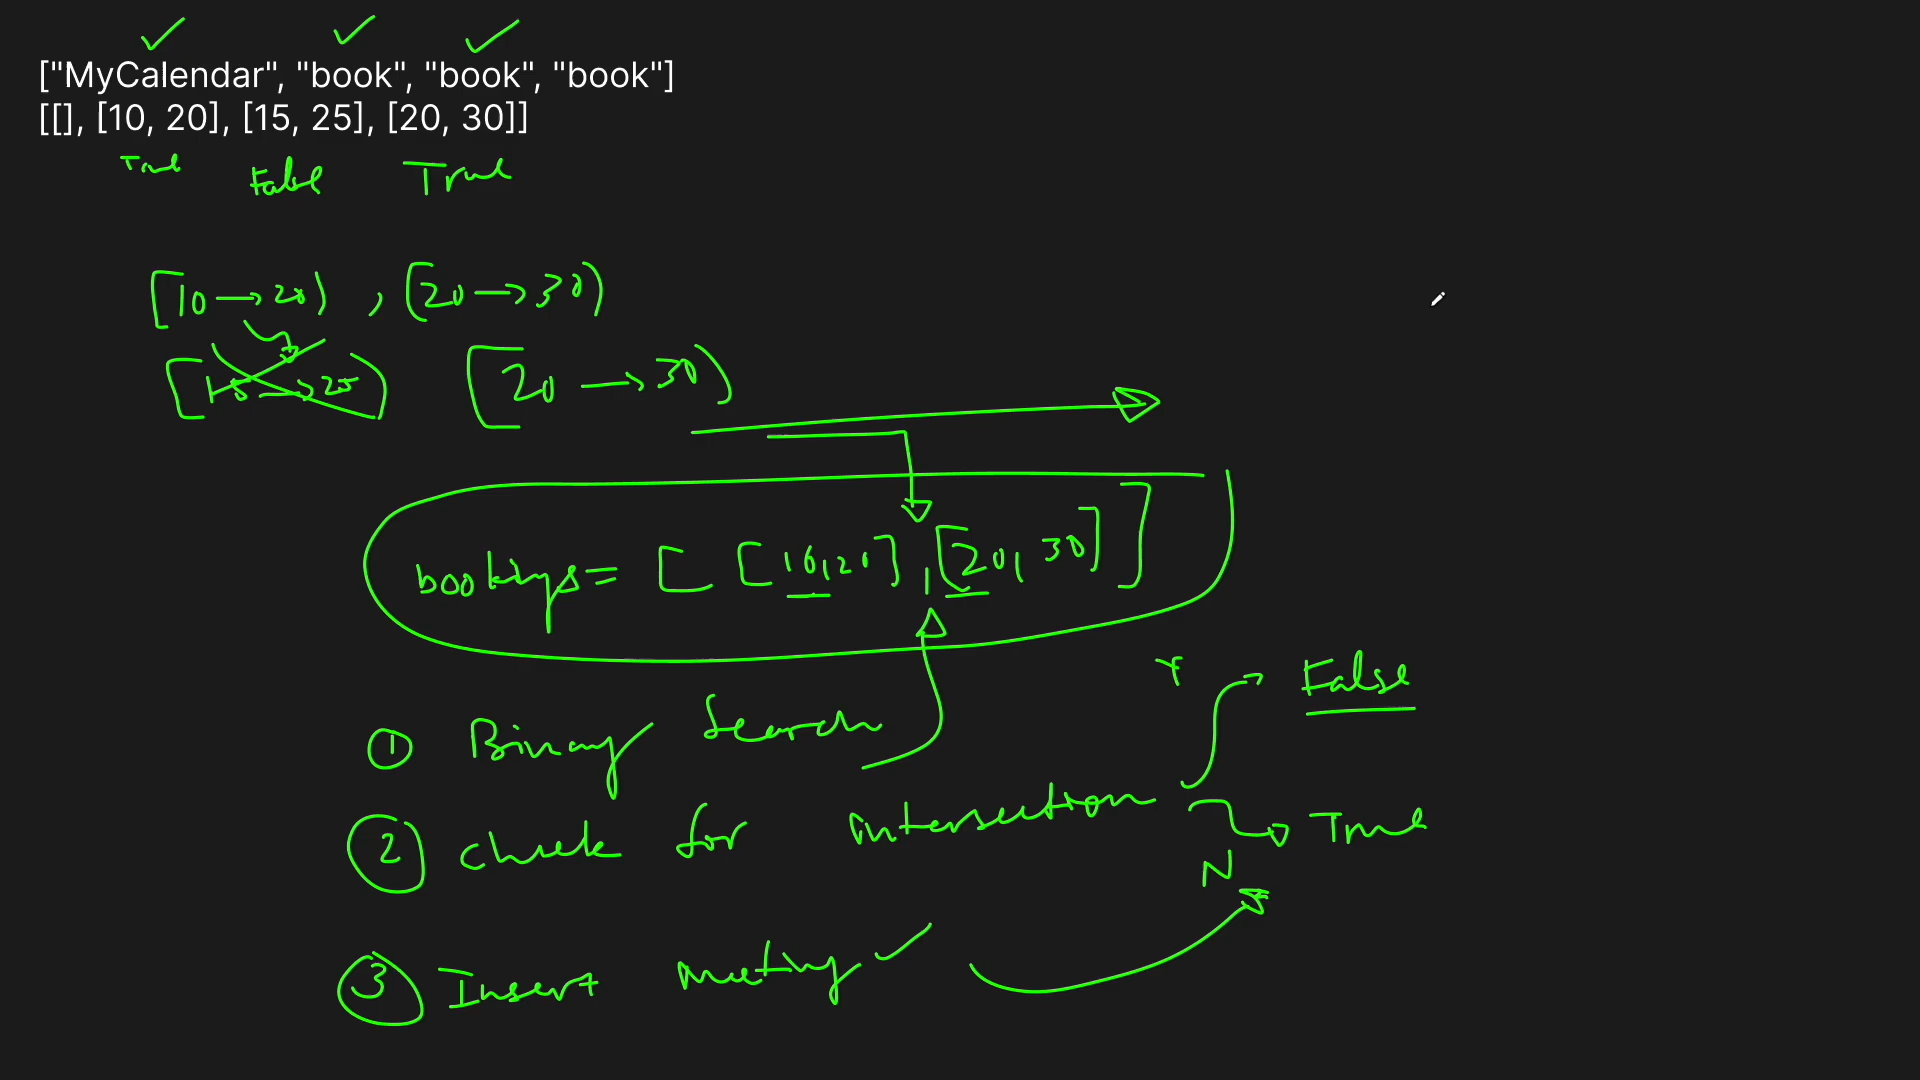 ["MyCalendar", "book", "book", "book"]
[[], [10, 20], [15, 25], [20, 30]]
True False True
[10 → 20) , [20 → 30)
[15 → 25) [20 → 30)
bookings = [ [10, 20] , [20, 30] ]
Y False
① Binary Search
② Check for intersection True
N
③ Insert meeting